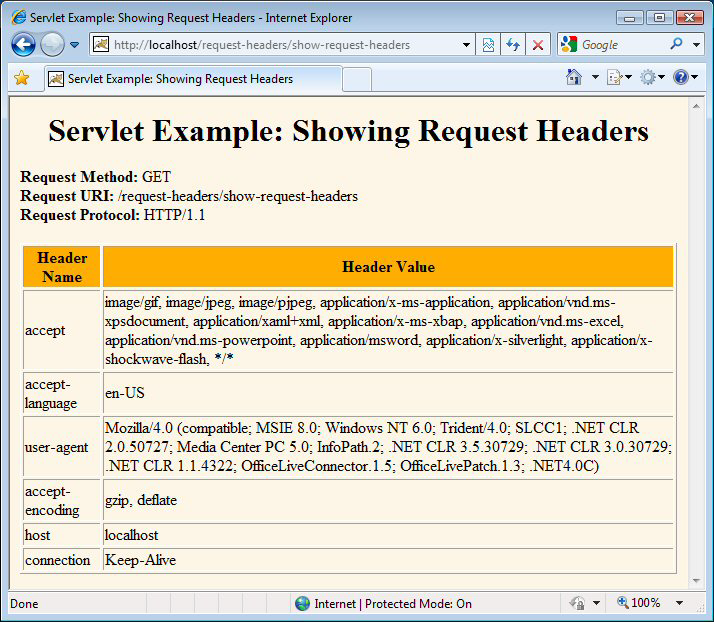 Servlet Example: Showing Request Headers - Internet Explorer
http://localhost/request-headers/show-request-headers
Google
Servlet Example: Showing Request Headers
Servlet Example: Showing Request Headers
Request Method: GET
Request URI: /request-headers/show-request-headers
Request Protocol: HTTP/1.1
Header
Name
Header Value
accept
image/gif, image/jpeg, image/pjpeg, application/x-ms-application, application/vnd.ms-
xpsdocument, application/xaml+xml, application/x-ms-xbap, application/vnd.ms-excel,
application/vnd.ms-powerpoint, application/msword, application/x-silverlight, application/x-
shockwave-flash, */*
accept-
language
en-US
user-agent
Mozilla/4.0 (compatible; MSIE 8.0; Windows NT 6.0; Trident/4.0; SLCC1; .NET CLR
2.0.50727; Media Center PC 5.0; InfoPath.2; .NET CLR 3.5.30729; .NET CLR 3.0.30729;
.NET CLR 1.1.4322; OfficeLiveConnector.1.5; OfficeLivePatch.1.3; .NET4.0C)
accept-
encoding
gzip, deflate
host
localhost
connection
Keep-Alive
Done
Internet | Protected Mode: On
100%